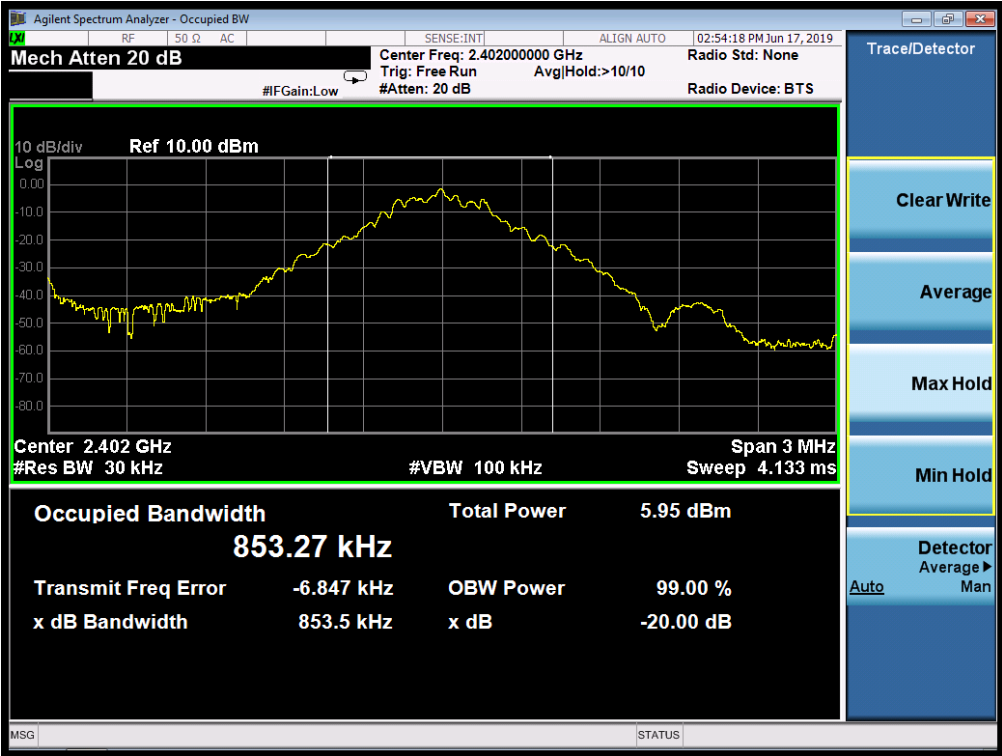 Agilent Spectrum Analyzer - Occupied BW
LXI RF 50 Ω AC SENSE:INT ALIGN AUTO 02:54:18 PM Jun 17, 2019
Mech Atten 20 dB
Center Freq: 2.402000000 GHz Radio Std: None
Trig: Free Run Avg|Hold:>10/10
#IFGain:Low #Atten: 20 dB Radio Device: BTS
10 dB/div Ref 10.00 dBm
Log
0.00
-10.0
-20.0
-30.0
-40.0
-50.0
-60.0
-70.0
-80.0
Center 2.402 GHz Span 3 MHz
#Res BW 30 kHz #VBW 100 kHz Sweep 4.133 ms
Occupied Bandwidth Total Power 5.95 dBm
853.27 kHz
Transmit Freq Error -6.847 kHz OBW Power 99.00 %
x dB Bandwidth 853.5 kHz x dB -20.00 dB
Trace/Detector
Clear Write
Average
Max Hold
Min Hold
Detector
Average▶
Auto Man
MSG STATUS